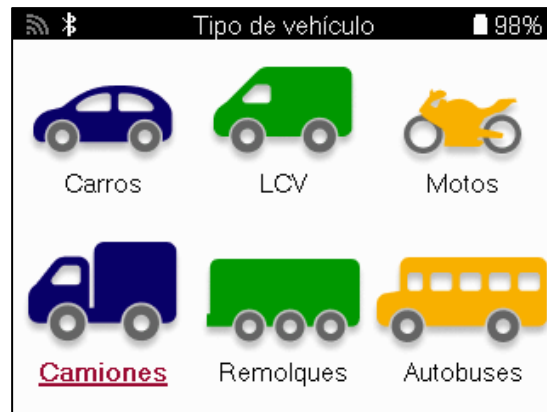 Tipo de vehículo 98%
Carros LCV Motos
Camiones Remolques Autobuses